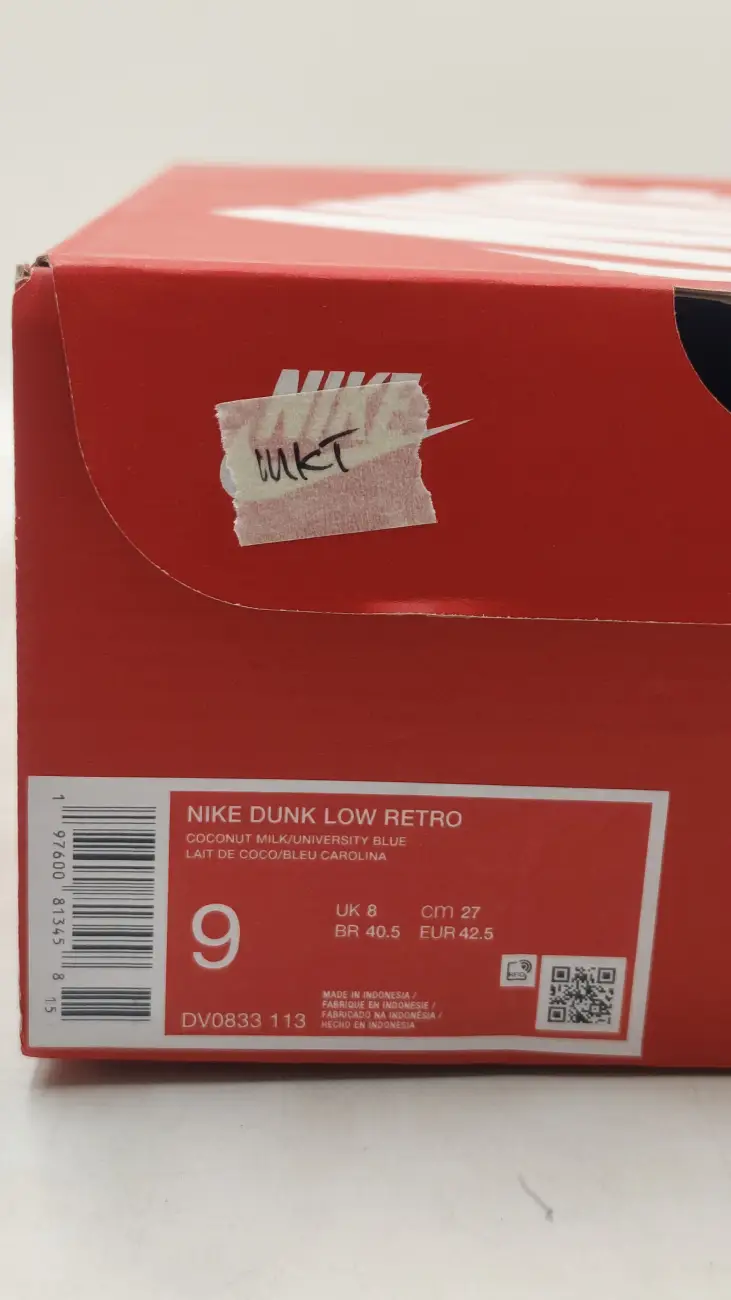 NIKE
MKT
1 97600 81345 8 15
NIKE DUNK LOW RETRO
COCONUT MILK/UNIVERSITY BLUE
LAIT DE COCO/BLEU CAROLINA
9
UK 8 cm 27
BR 40.5 EUR 42.5
DV0833 113
MADE IN INDONESIA /
FABRIQUE EN INDONESIE /
FABRICADO NA INDONÉSIA /
HECHO EN INDONESIA